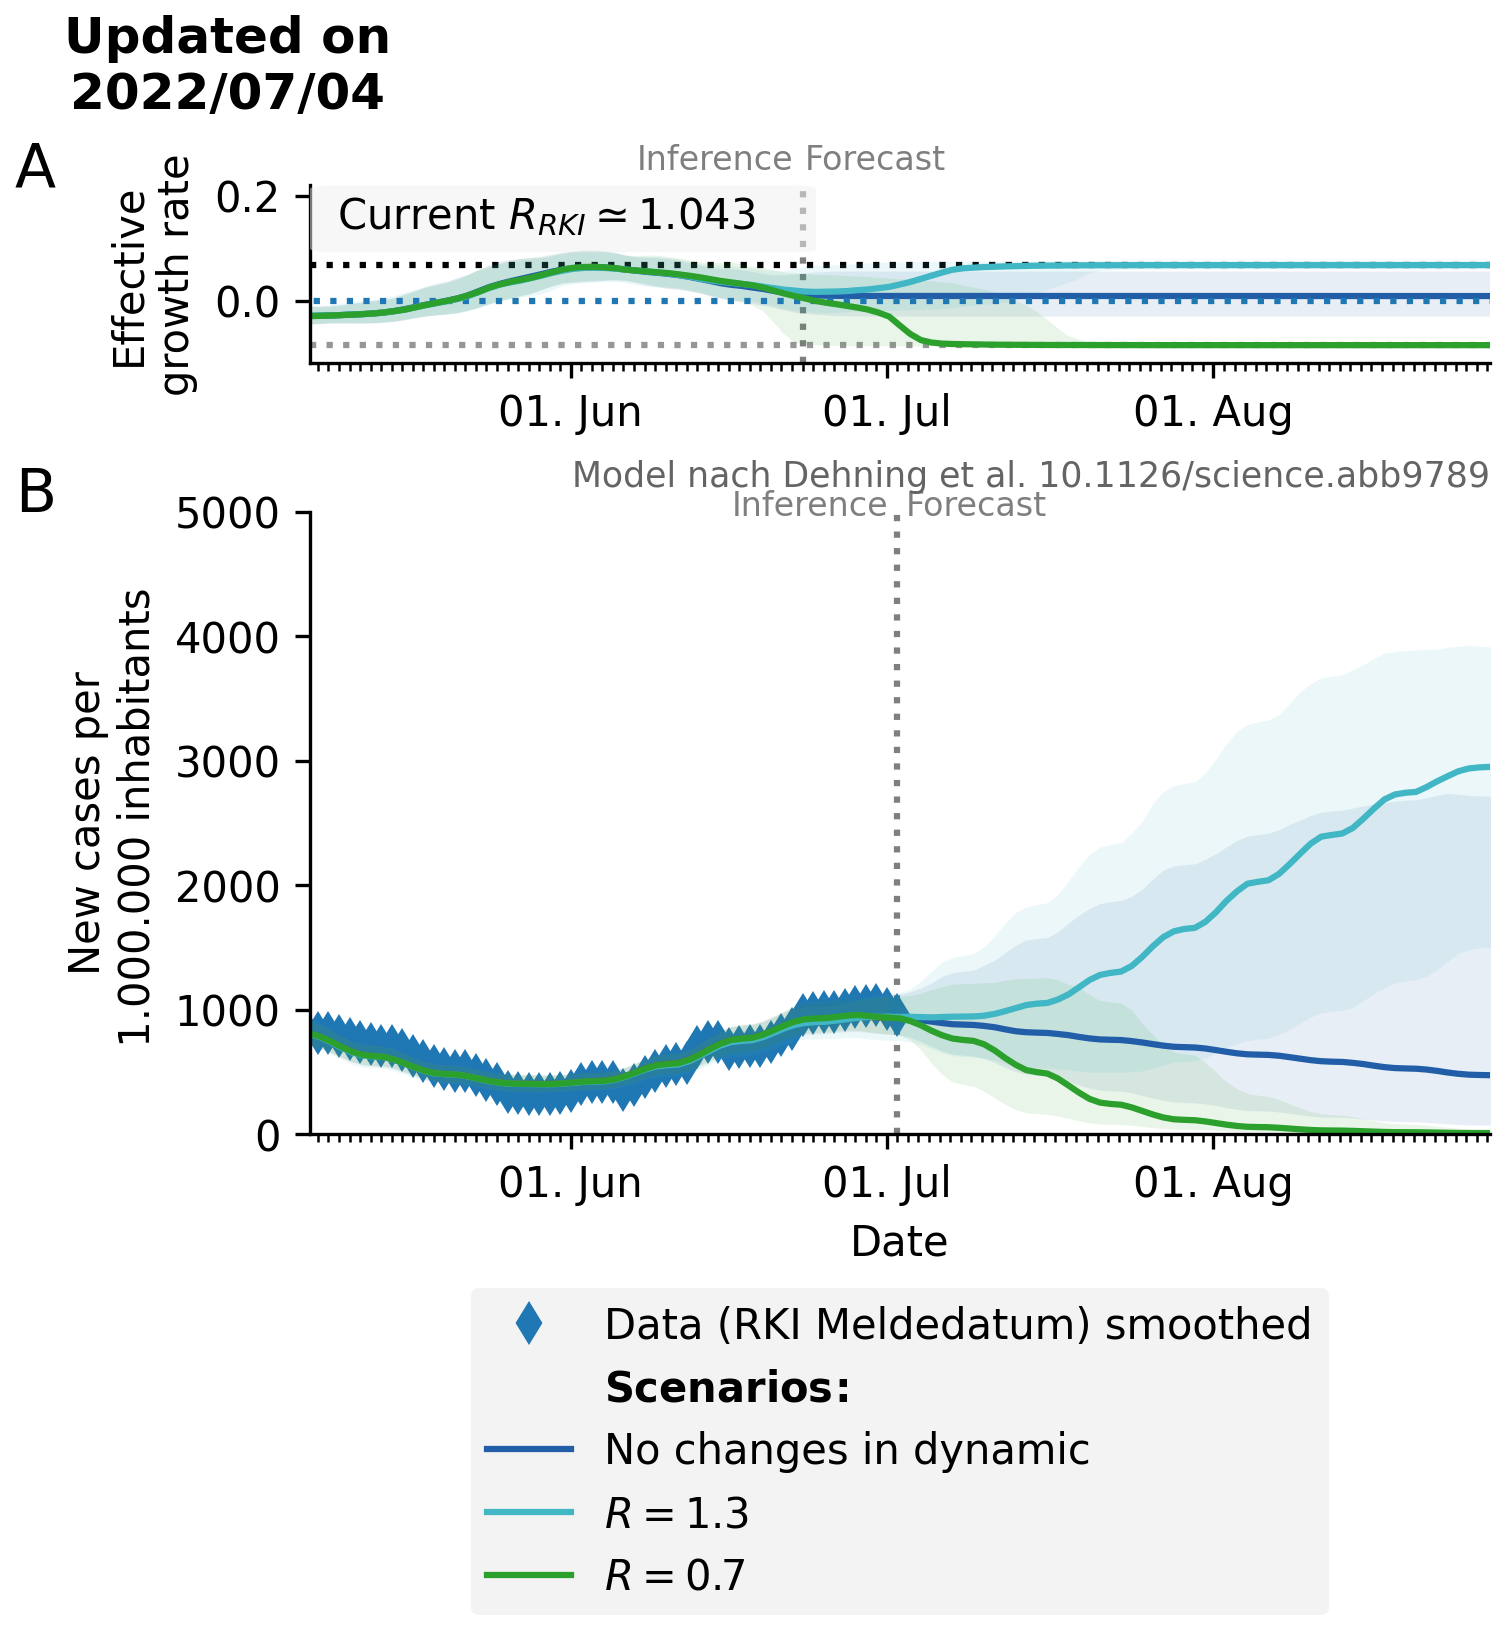 Updated on
2022/07/04
A
Effective
growth rate
Inference Forecast
Current R_RKI ≃ 1.043
0.2
0.0
01. Jun
01. Jul
01. Aug
B
Model nach Dehning et al. 10.1126/science.abb9789
Inference Forecast
New cases per
1.000.000 inhabitants
5000
4000
3000
2000
1000
0
01. Jun
01. Jul
01. Aug
Date
Data (RKI Meldedatum) smoothed
Scenarios:
No changes in dynamic
R = 1.3
R = 0.7